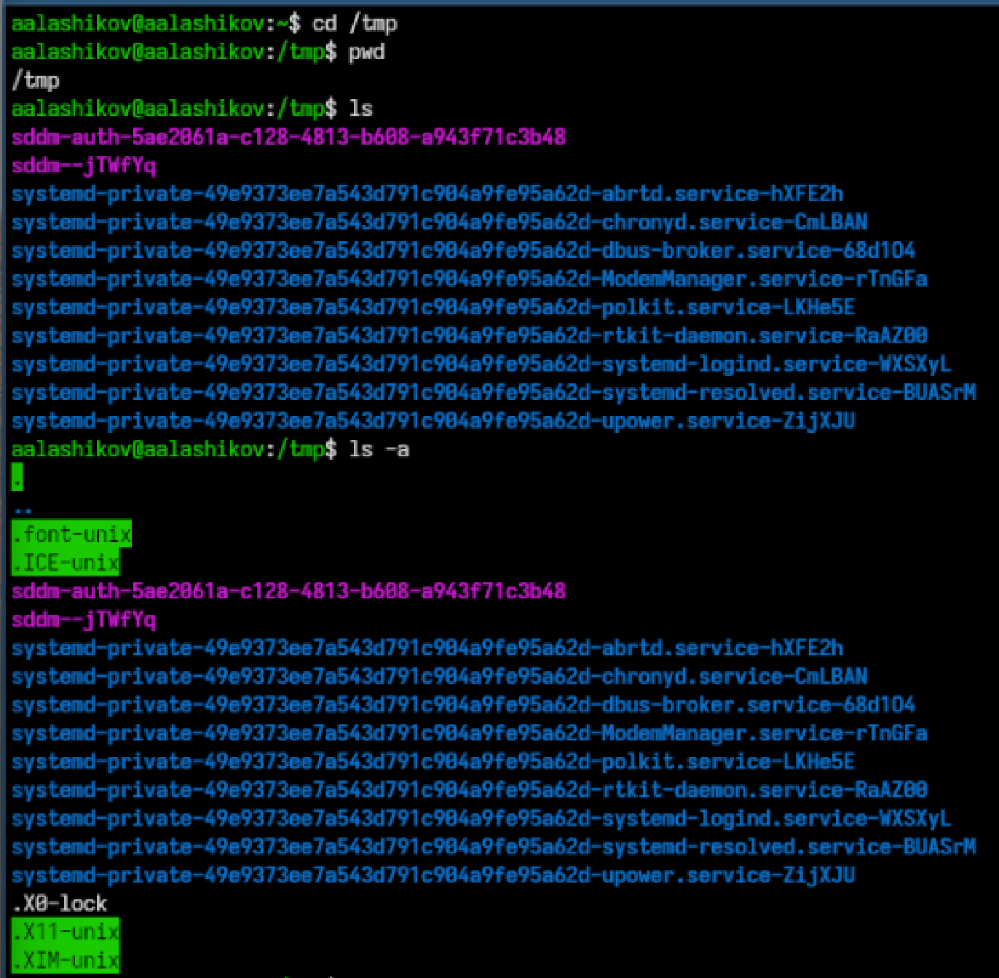 aalashikov@aalashikov:~$ cd /tmp
aalashikov@aalashikov:/tmp$ pwd
/tmp
aalashikov@aalashikov:/tmp$ ls
sddm-auth-5ae2061a-c128-4813-b608-a943f71c3b48
sddm--jTWfYq
systemd-private-49e9373ee7a543d791c904a9fe95a62d-abrtd.service-hXFE2h
systemd-private-49e9373ee7a543d791c904a9fe95a62d-chronyd.service-CmLBAN
systemd-private-49e9373ee7a543d791c904a9fe95a62d-dbus-broker.service-68d1O4
systemd-private-49e9373ee7a543d791c904a9fe95a62d-ModemManager.service-rTnGFa
systemd-private-49e9373ee7a543d791c904a9fe95a62d-polkit.service-LKHe5E
systemd-private-49e9373ee7a543d791c904a9fe95a62d-rtkit-daemon.service-RaAZ00
systemd-private-49e9373ee7a543d791c904a9fe95a62d-systemd-logind.service-WXSXyL
systemd-private-49e9373ee7a543d791c904a9fe95a62d-systemd-resolved.service-BUASrM
systemd-private-49e9373ee7a543d791c904a9fe95a62d-upower.service-ZijXJU
aalashikov@aalashikov:/tmp$ ls -a
.
..
.font-unix
.ICE-unix
sddm-auth-5ae2061a-c128-4813-b608-a943f71c3b48
sddm--jTWfYq
systemd-private-49e9373ee7a543d791c904a9fe95a62d-abrtd.service-hXFE2h
systemd-private-49e9373ee7a543d791c904a9fe95a62d-chronyd.service-CmLBAN
systemd-private-49e9373ee7a543d791c904a9fe95a62d-dbus-broker.service-68d1O4
systemd-private-49e9373ee7a543d791c904a9fe95a62d-ModemManager.service-rTnGFa
systemd-private-49e9373ee7a543d791c904a9fe95a62d-polkit.service-LKHe5E
systemd-private-49e9373ee7a543d791c904a9fe95a62d-rtkit-daemon.service-RaAZ00
systemd-private-49e9373ee7a543d791c904a9fe95a62d-systemd-logind.service-WXSXyL
systemd-private-49e9373ee7a543d791c904a9fe95a62d-systemd-resolved.service-BUASrM
systemd-private-49e9373ee7a543d791c904a9fe95a62d-upower.service-ZijXJU
.X0-lock
.X11-unix
.XIM-unix